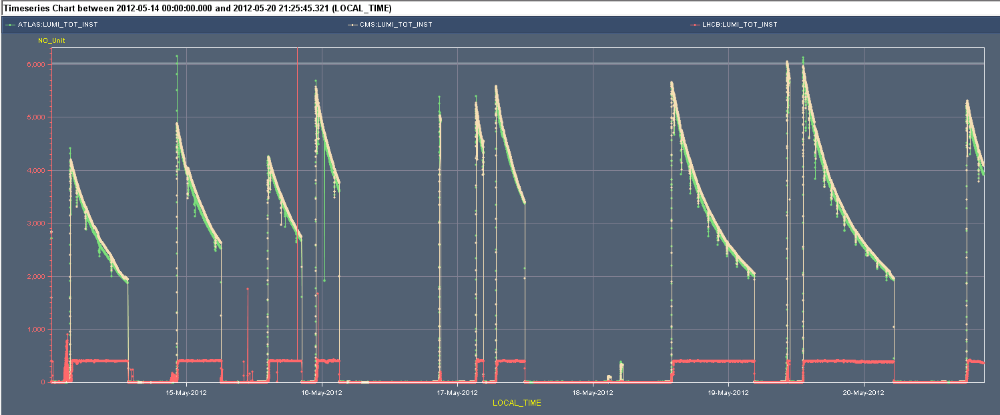 Timeseries Chart between 2012-05-14 00:00:00.000 and 2012-05-20 21:25:45.321 (LOCAL_TIME)
ATLAS:LUMI_TOT_INST CMS:LUMI_TOT_INST LHCB:LUMI_TOT_INST
NO_Unit
6,000
5,000
4,000
3,000
2,000
1,000
0
15-May-2012 16-May-2012 17-May-2012 18-May-2012 19-May-2012 20-May-2012
LOCAL_TIME